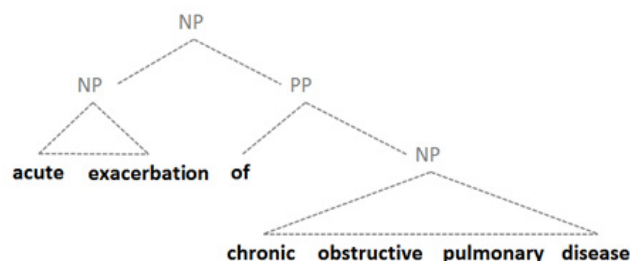 NP
NP PP
NP
acute exacerbation of
chronic obstructive pulmonary disease